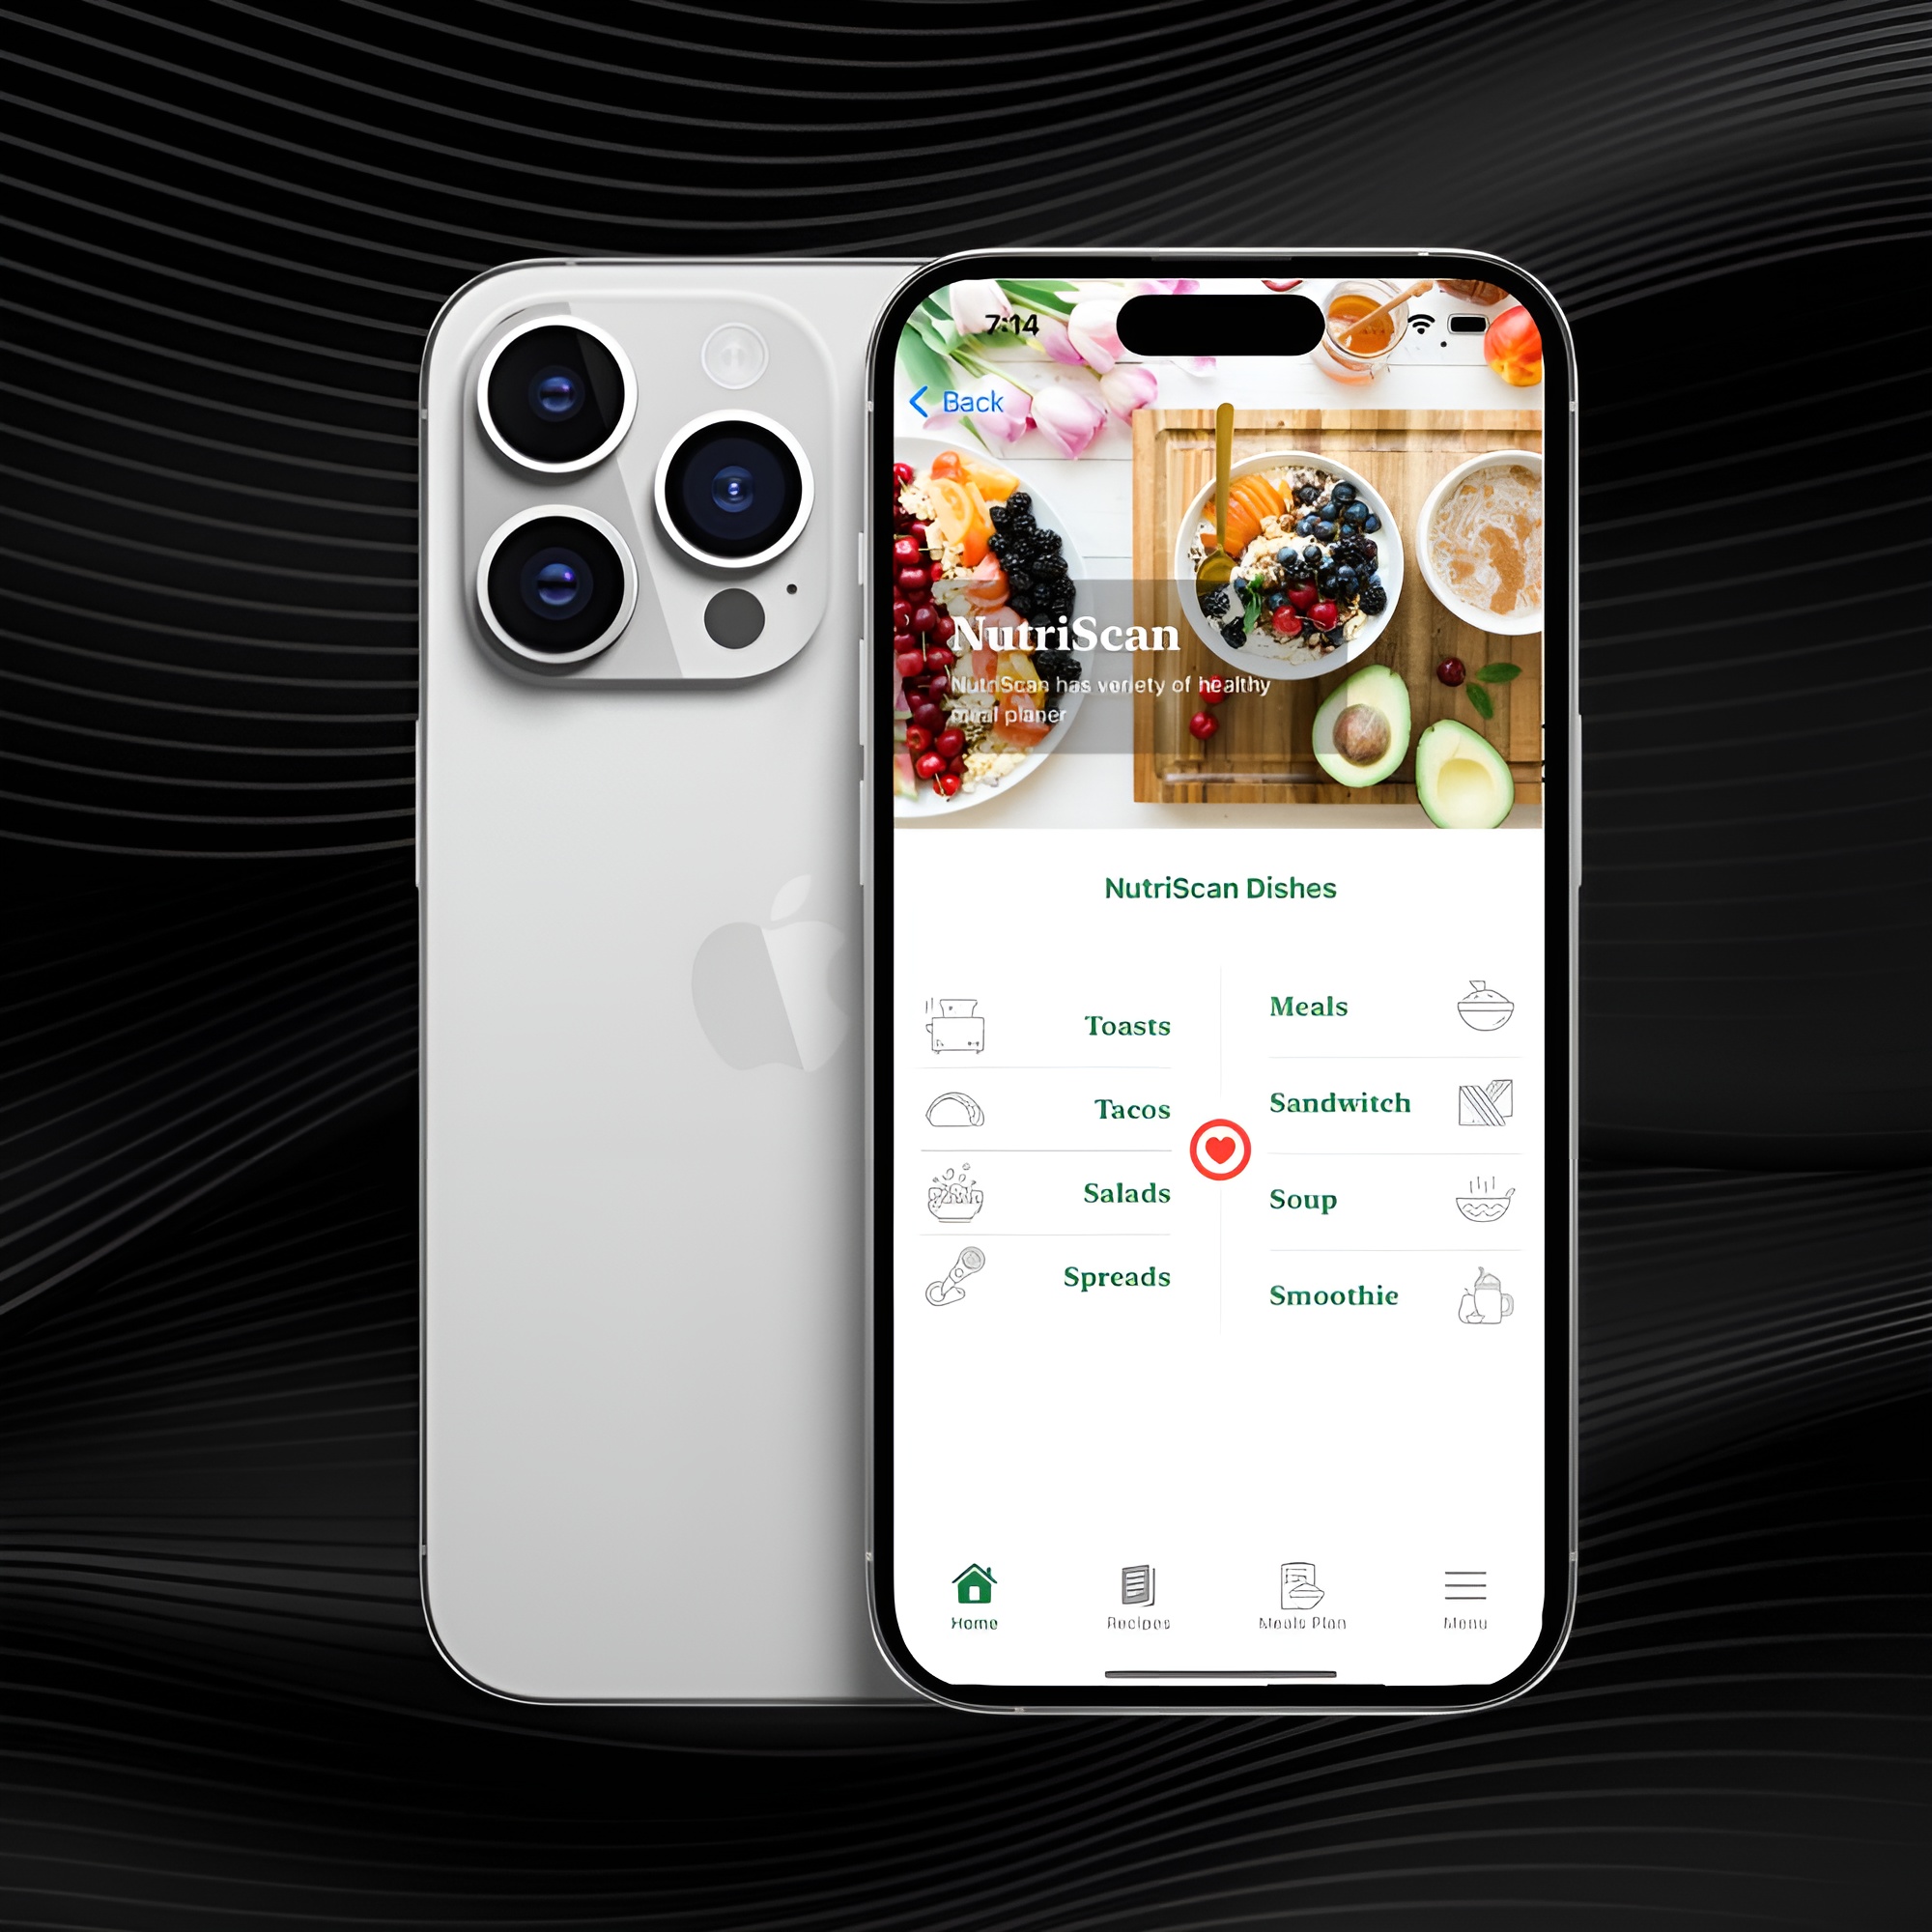 7:14
Back
NutriScan
NutriScan has veriety of healthy
meal planer
NutriScan Dishes
Toasts
Tacos
Salads
Spreads
Meals
Sandwitch
Soup
Smoothie
Home
Recipes
Meals Plan
Menu